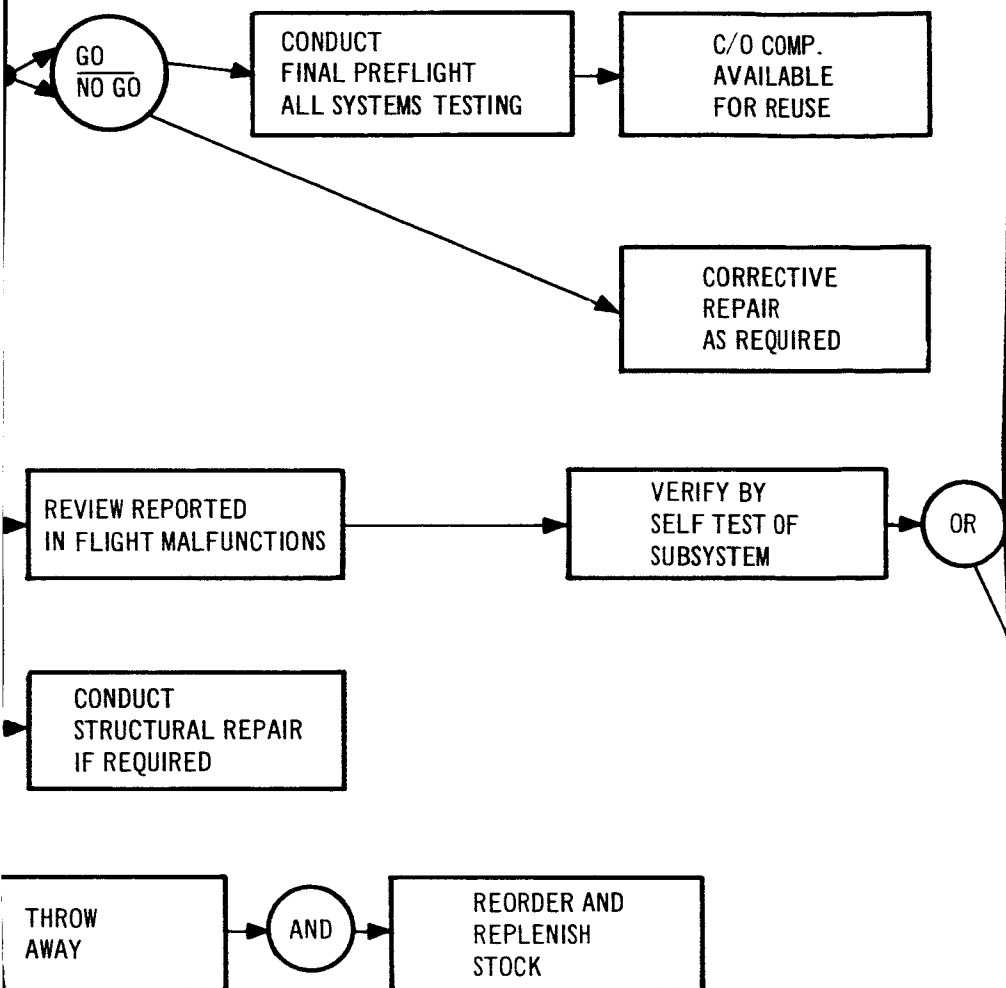 GO
NO GO
CONDUCT
FINAL PREFLIGHT
ALL SYSTEMS TESTING
C/O COMP.
AVAILABLE
FOR REUSE
CORRECTIVE
REPAIR
AS REQUIRED
REVIEW REPORTED
IN FLIGHT MALFUNCTIONS
VERIFY BY
SELF TEST OF
SUBSYSTEM
OR
CONDUCT
STRUCTURAL REPAIR
IF REQUIRED
THROW
AWAY
AND
REORDER AND
REPLENISH
STOCK